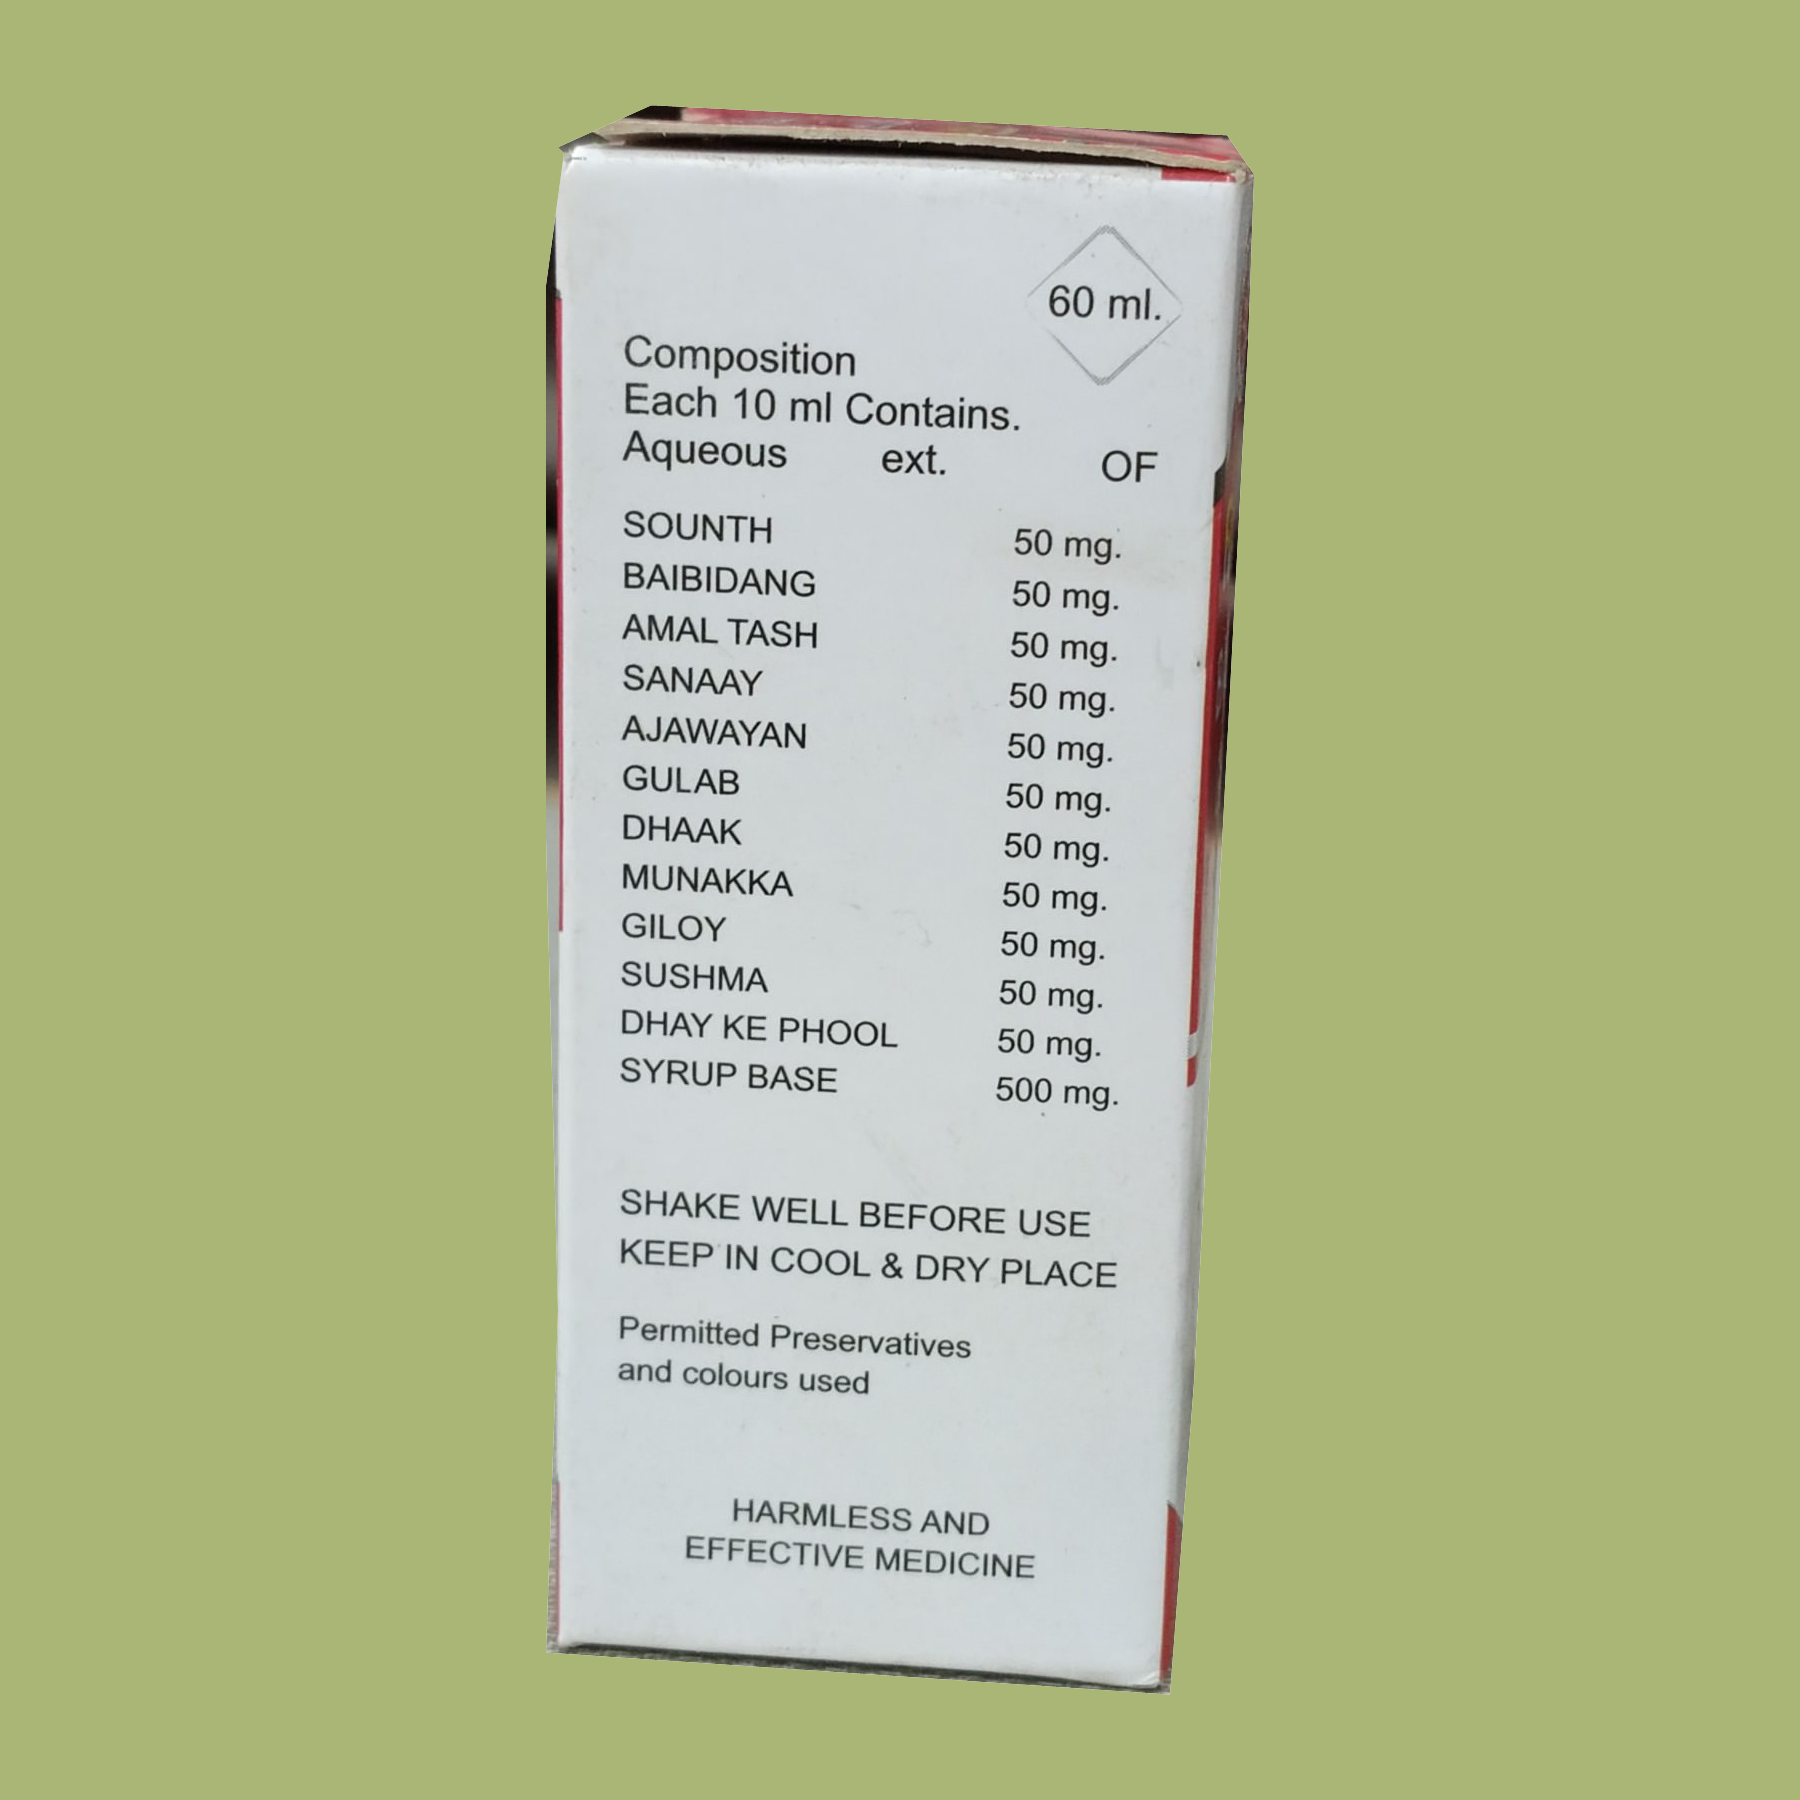 60 ml.
Composition
Each 10 ml Contains.
Aqueous ext. OF
SOUNTH 50 mg.
BAIBIDANG 50 mg.
AMAL TASH 50 mg.
SANAAY 50 mg.
AJAWAYAN 50 mg.
GULAB 50 mg.
DHAAK 50 mg.
MUNAKKA 50 mg.
GILOY 50 mg.
SUSHMA 50 mg.
DHAY KE PHOOL 50 mg.
SYRUP BASE 500 mg.
SHAKE WELL BEFORE USE
KEEP IN COOL & DRY PLACE
Permitted Preservatives
and colours used
HARMLESS AND
EFFECTIVE MEDICINE